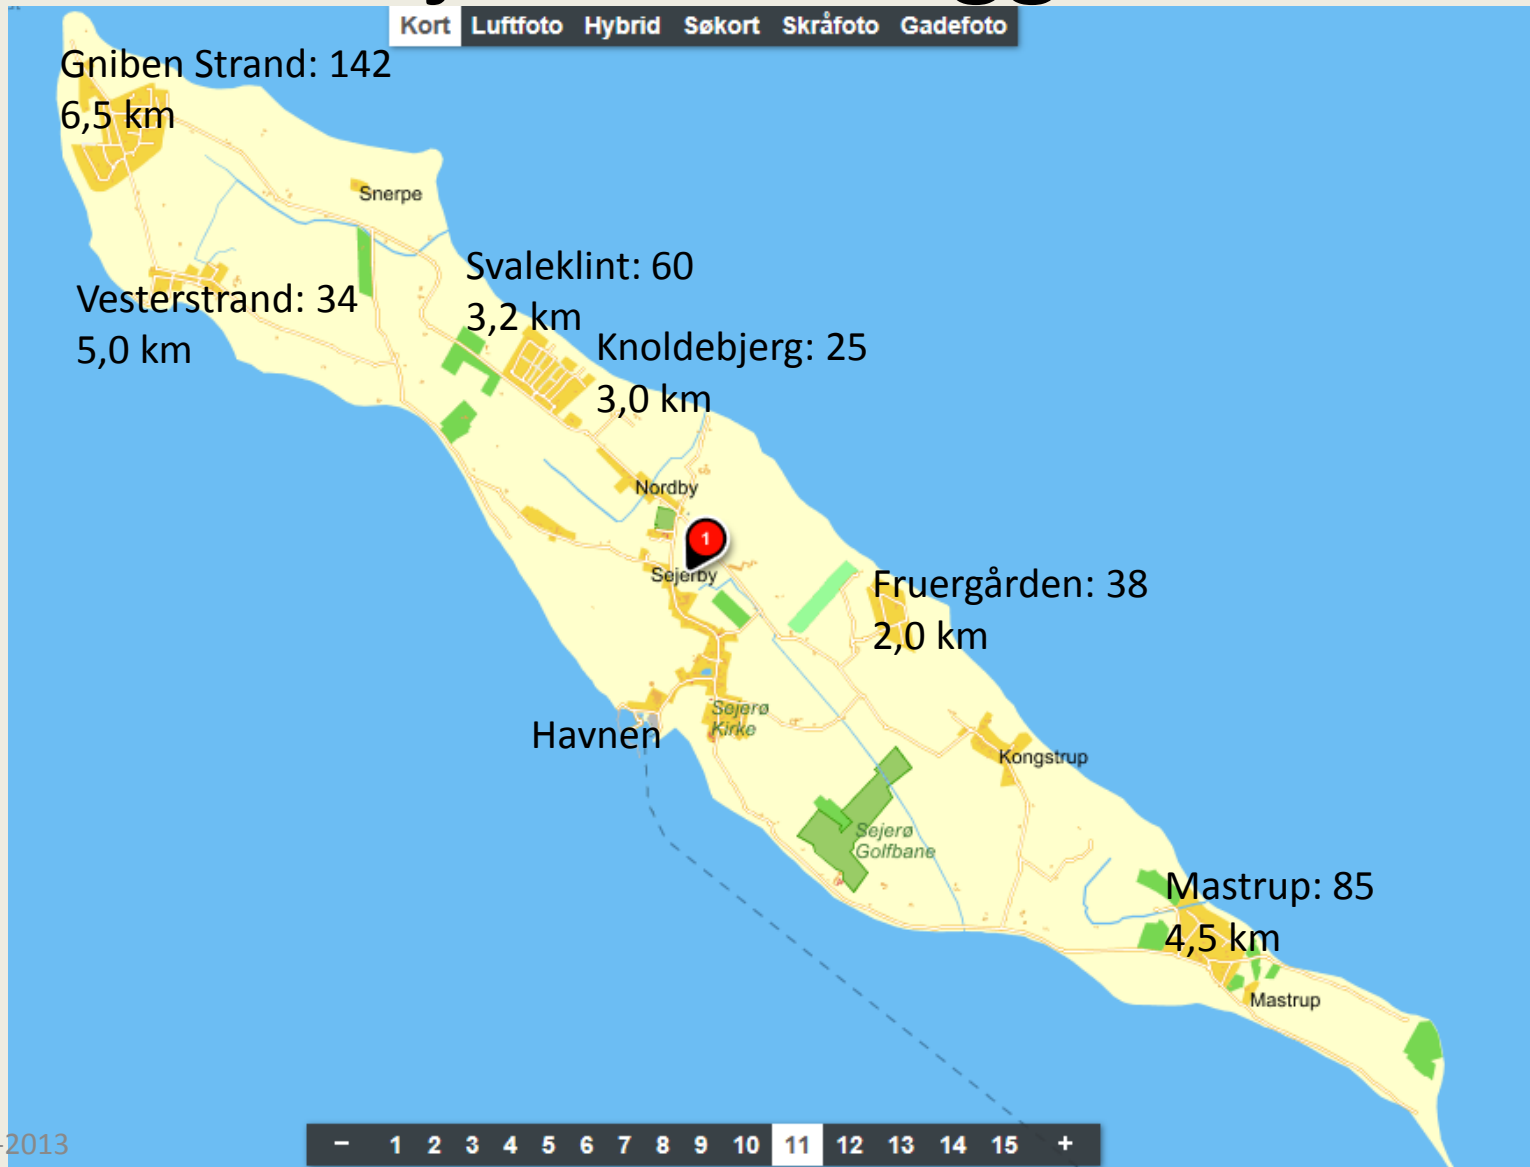 Kort Luftfoto Hybrid Søkort Skråfoto Gadefoto
Gniben Strand: 142
6,5 km
Snerpe
Svaleklint: 60
3,2 km
Vesterstrand: 34
5,0 km
Knoldebjerg: 25
3,0 km
Nordby
1
Sejerby
Fruergården: 38
2,0 km
Sejerø
Kirke
Havnen
Kongstrup
Sejerø
Golfbane
Mastrup: 85
4,5 km
Mastrup
-2013
− 1 2 3 4 5 6 7 8 9 10 11 12 13 14 15 +